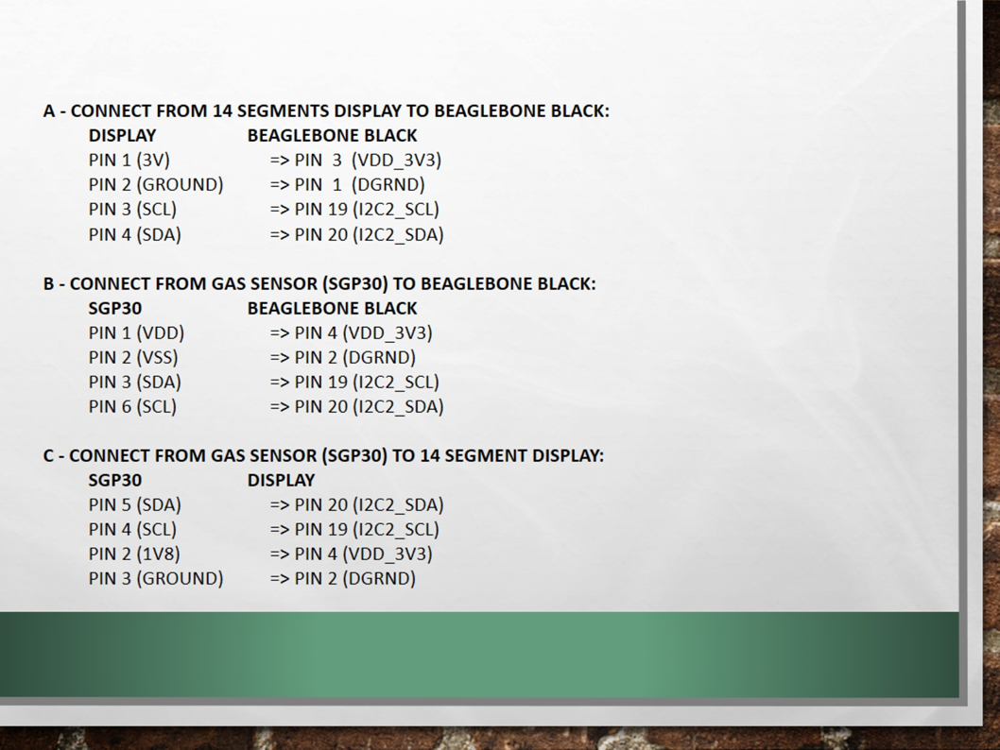 A - CONNECT FROM 14 SEGMENTS DISPLAY TO BEAGLEBONE BLACK:
DISPLAY BEAGLEBONE BLACK
PIN 1 (3V) => PIN 3 (VDD_3V3)
PIN 2 (GROUND) => PIN 1 (DGRND)
PIN 3 (SCL) => PIN 19 (I2C2_SCL)
PIN 4 (SDA) => PIN 20 (I2C2_SDA)
B - CONNECT FROM GAS SENSOR (SGP30) TO BEAGLEBONE BLACK:
SGP30 BEAGLEBONE BLACK
PIN 1 (VDD) => PIN 4 (VDD_3V3)
PIN 2 (VSS) => PIN 2 (DGRND)
PIN 3 (SDA) => PIN 19 (I2C2_SCL)
PIN 6 (SCL) => PIN 20 (I2C2_SDA)
C - CONNECT FROM GAS SENSOR (SGP30) TO 14 SEGMENT DISPLAY:
SGP30 DISPLAY
PIN 5 (SDA) => PIN 20 (I2C2_SDA)
PIN 4 (SCL) => PIN 19 (I2C2_SCL)
PIN 2 (1V8) => PIN 4 (VDD_3V3)
PIN 3 (GROUND) => PIN 2 (DGRND)